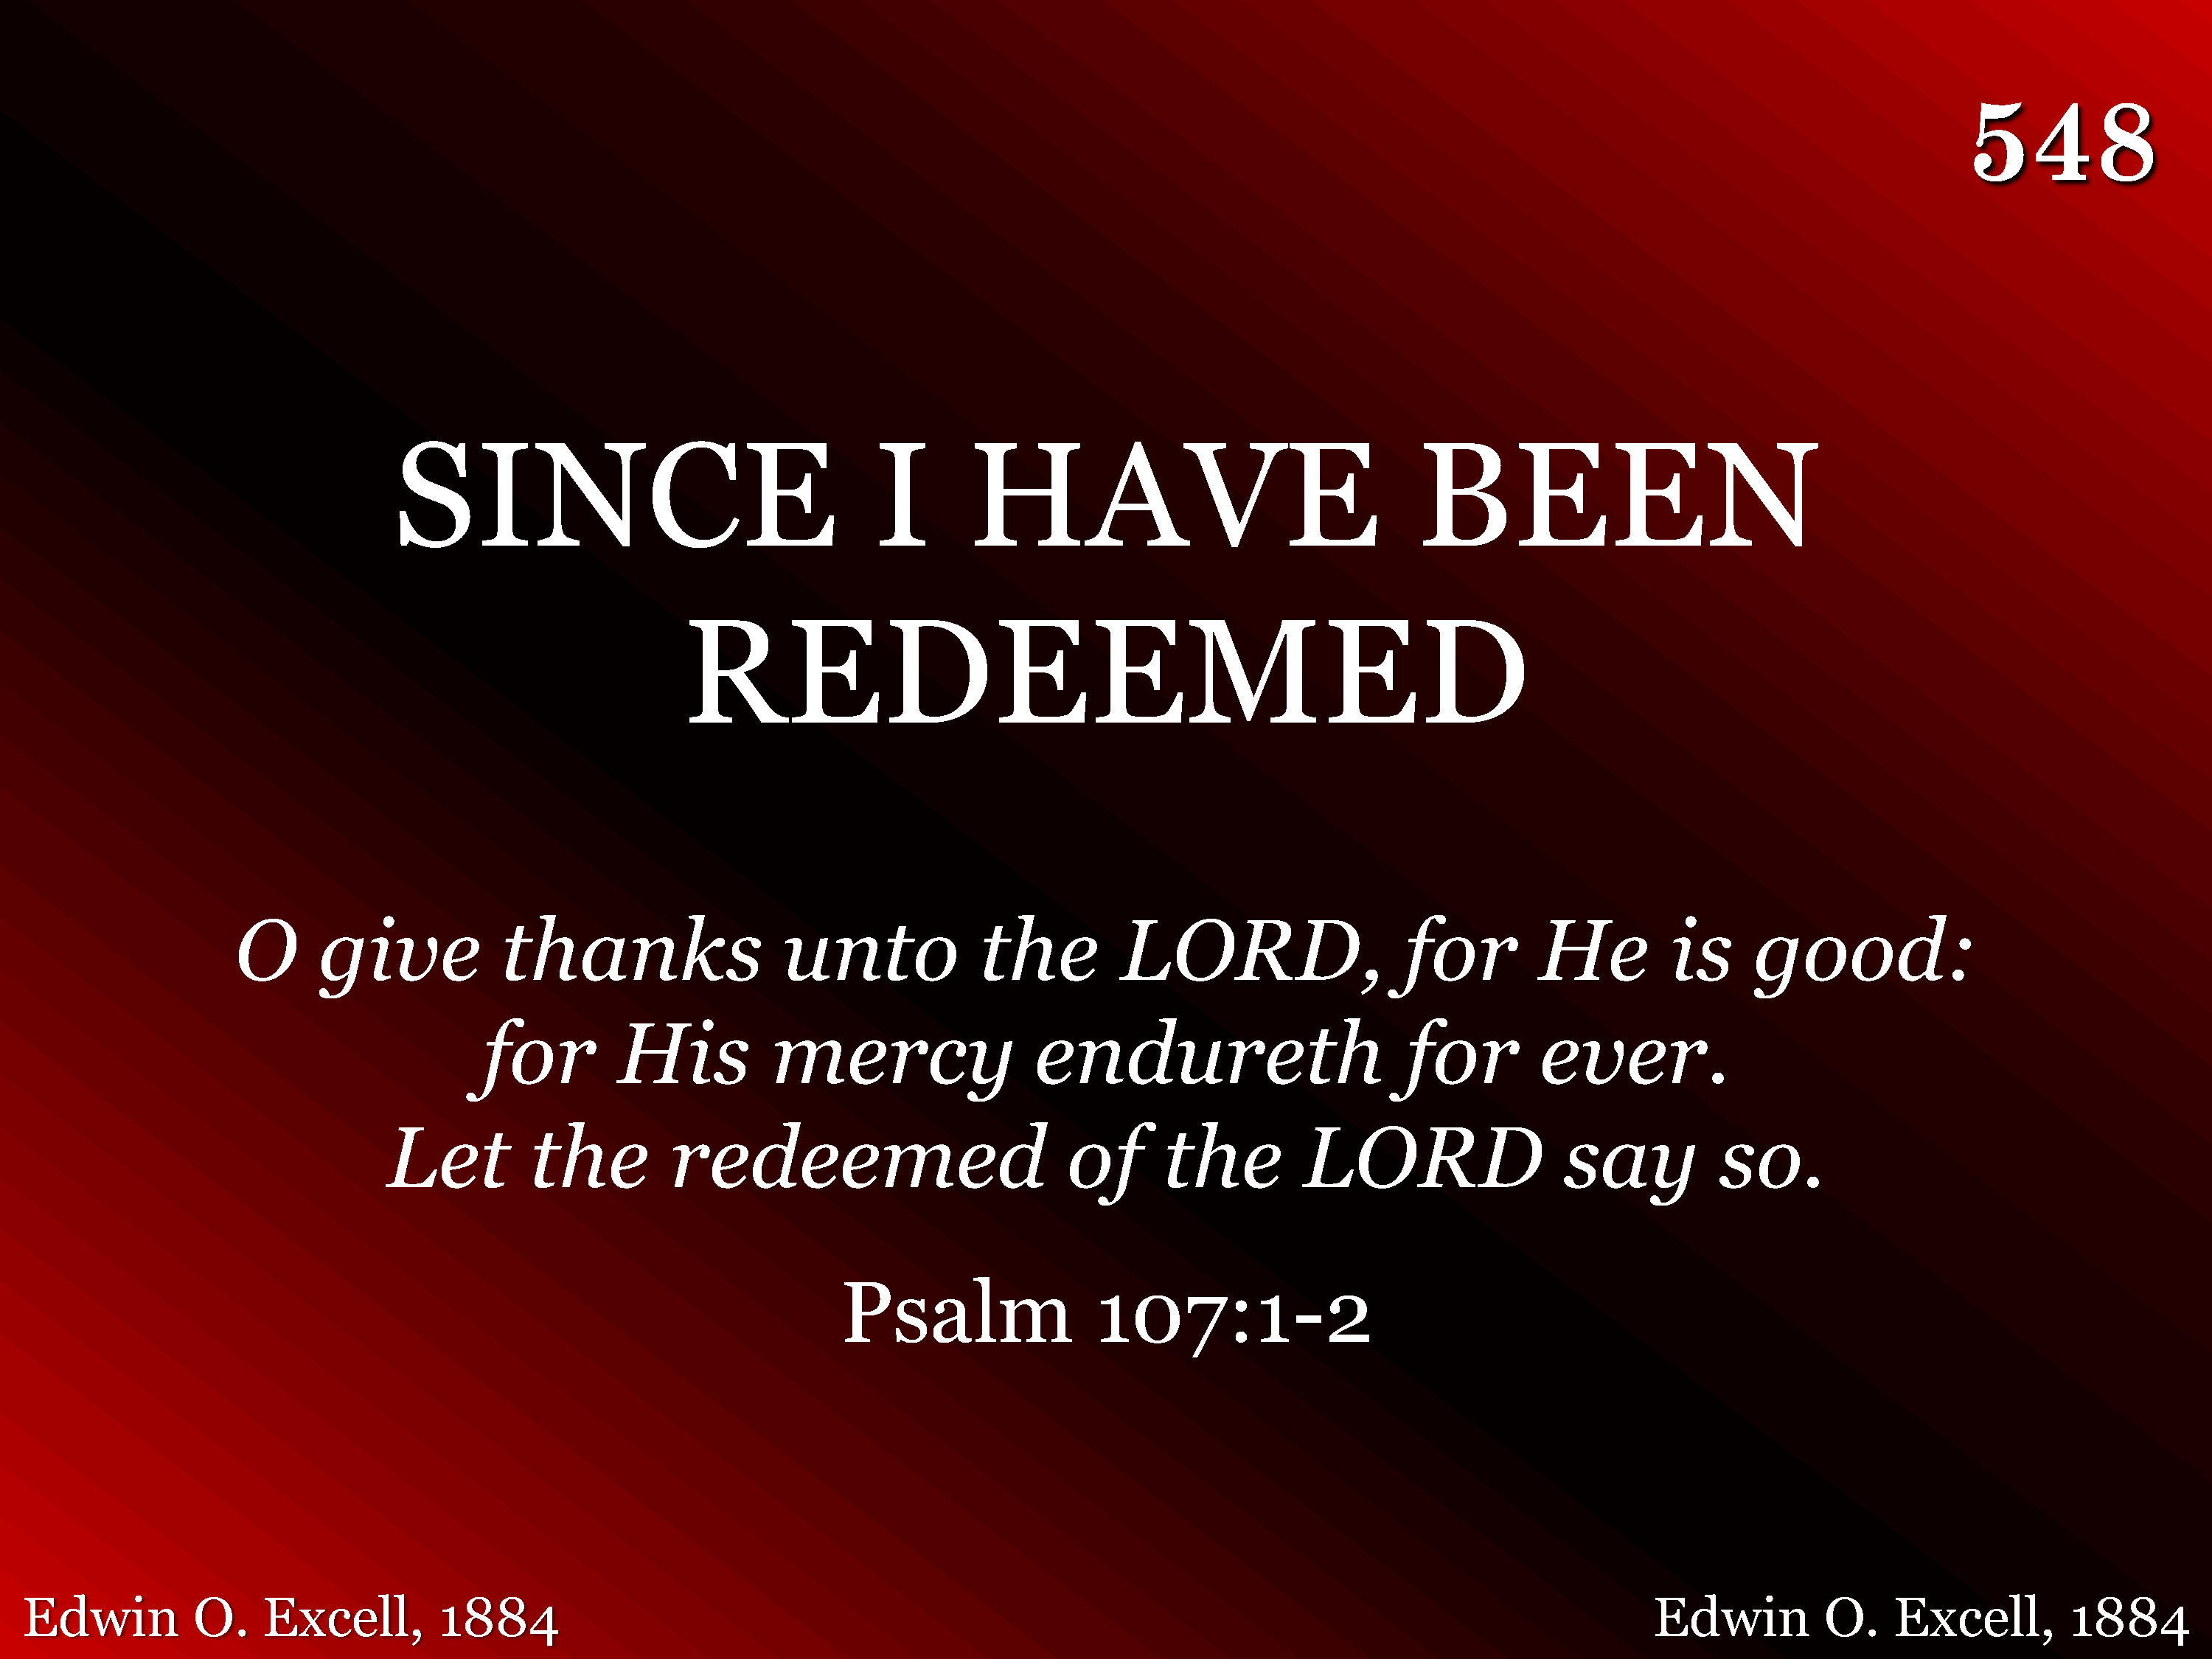 548
SINCE I HAVE BEEN
REDEEMED
O give thanks unto the LORD, for He is good:
for His mercy endureth for ever.
Let the redeemed of the LORD say so.
Psalm 107:1-2
Edwin O. Excell, 1884
Edwin O. Excell, 1884